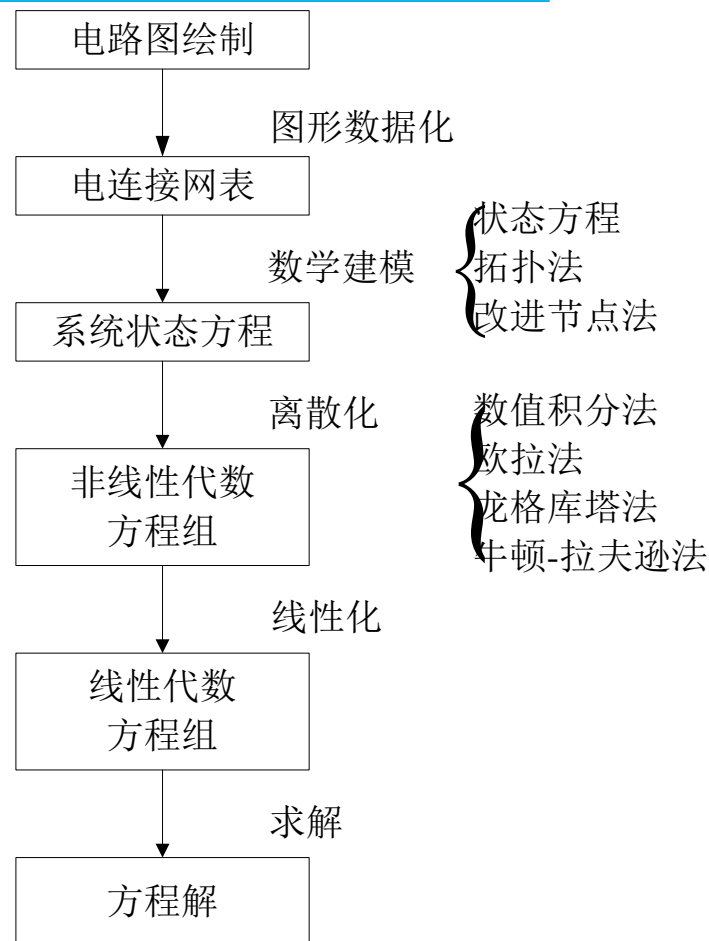 电路图绘制
图形数据化
电连接网表
数学建模
状态方程
拓扑法
改进节点法
系统状态方程
离散化
数值积分法
欧拉法
龙格库塔法
牛顿-拉夫逊法
非线性代数
方程组
线性化
线性代数
方程组
求解
方程解